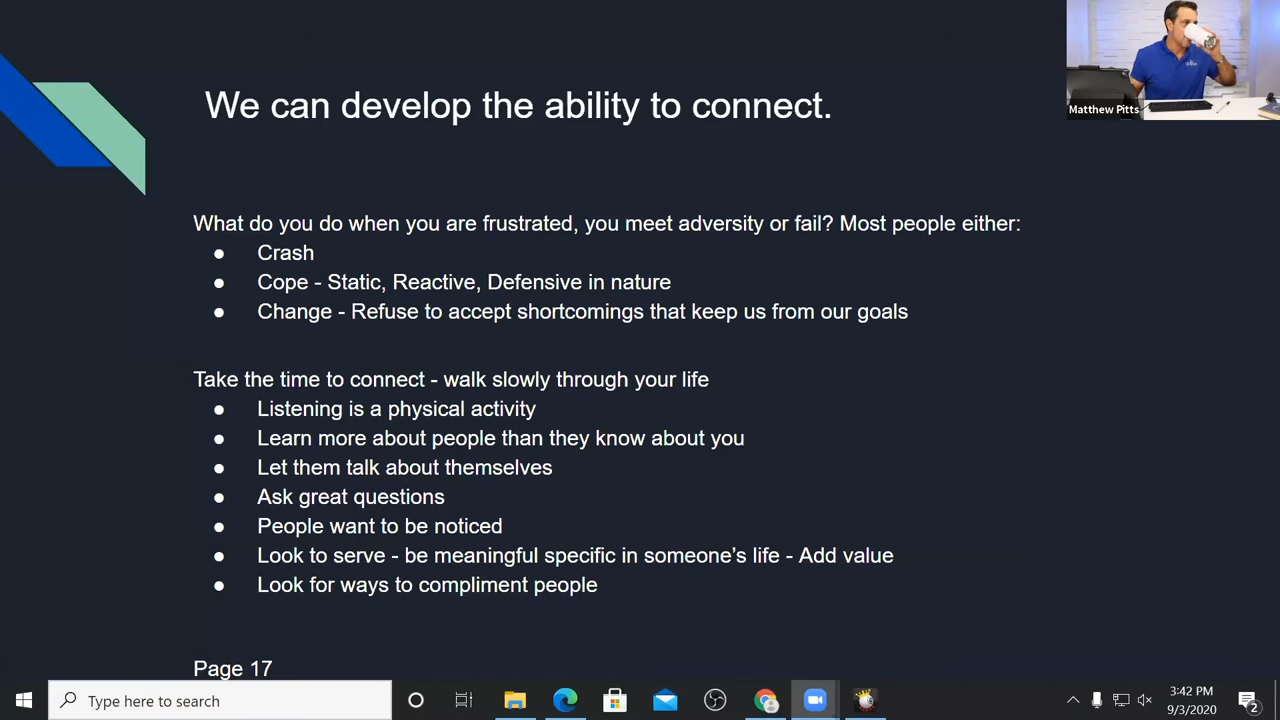 We can develop the ability to connect.
Matthew Pitts
What do you do when you are frustrated, you meet adversity or fail? Most people either:
● Crash
● Cope - Static, Reactive, Defensive in nature
● Change - Refuse to accept shortcomings that keep us from our goals
Take the time to connect - walk slowly through your life
● Listening is a physical activity
● Learn more about people than they know about you
● Let them talk about themselves
● Ask great questions
● People want to be noticed
● Look to serve - be meaningful specific in someone’s life - Add value
● Look for ways to compliment people
Page 17
Type here to search
3:42 PM
9/3/2020
2